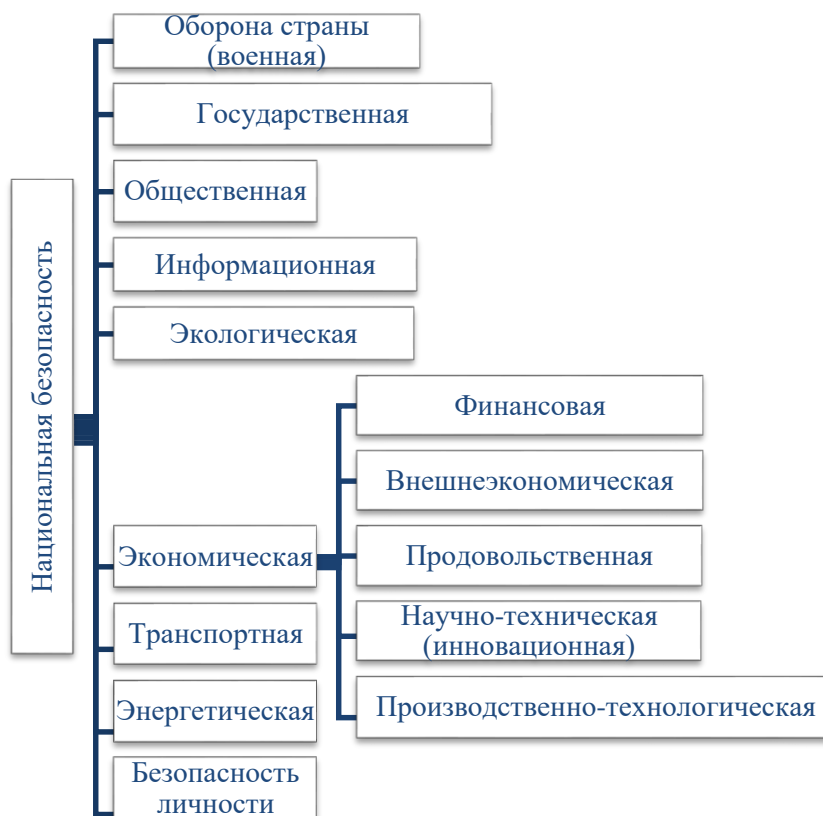 Национальная безопасность
Оборона страны
(военная)
Государственная
Общественная
Информационная
Экологическая
Экономическая
Транспортная
Энергетическая
Безопасность
личности
Финансовая
Внешнеэкономическая
Продовольственная
Научно-техническая
(инновационная)
Производственно-технологическая